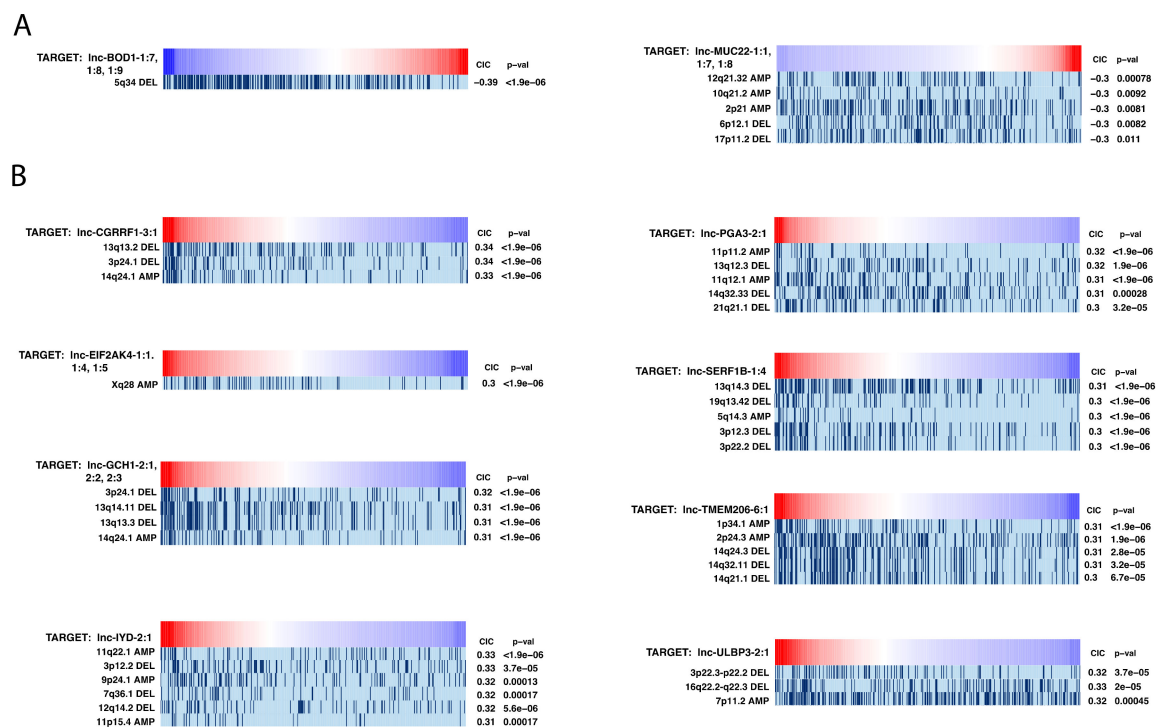 A
TARGET: lnc-BOD1-1:7,
1:8, 1:9
CIC p-val
5q34 DEL −0.39 <1.9e−06
TARGET: lnc-MUC22-1:1,
1:7, 1:8
CIC p-val
12q21.32 AMP −0.3 0.00078
10q21.2 AMP −0.3 0.0092
2p21 AMP −0.3 0.0081
6p12.1 DEL −0.3 0.0082
17p11.2 DEL −0.3 0.011
B
TARGET: lnc-CGRRF1-3:1
CIC p-val
13q13.2 DEL 0.34 <1.9e−06
3p24.1 DEL 0.34 <1.9e−06
14q24.1 AMP 0.33 <1.9e−06
TARGET: lnc-EIF2AK4-1:1.
1:4, 1:5
CIC p-val
Xq28 AMP 0.3 <1.9e−06
TARGET: lnc-GCH1-2:1,
2:2, 2:3
CIC p-val
3p24.1 DEL 0.32 <1.9e−06
13q14.11 DEL 0.31 <1.9e−06
13q13.3 DEL 0.31 <1.9e−06
14q24.1 AMP 0.31 <1.9e−06
TARGET: lnc-IYD-2:1
CIC p-val
11q22.1 AMP 0.33 <1.9e−06
3p12.2 DEL 0.33 3.7e−05
9p24.1 AMP 0.32 0.00013
7q36.1 DEL 0.32 0.00017
12q14.2 DEL 0.32 5.6e−06
11p15.4 AMP 0.31 0.00017
TARGET: lnc-PGA3-2:1
CIC p-val
11p11.2 AMP 0.32 <1.9e−06
13q12.3 DEL 0.32 1.9e−06
11q12.1 AMP 0.31 <1.9e−06
14q32.33 DEL 0.31 0.00028
21q21.1 DEL 0.3 3.2e−05
TARGET: lnc-SERF1B-1:4
CIC p-val
13q14.3 DEL 0.31 <1.9e−06
19q13.42 DEL 0.3 <1.9e−06
5q14.3 AMP 0.3 <1.9e−06
3p12.3 DEL 0.3 <1.9e−06
3p22.2 DEL 0.3 <1.9e−06
TARGET: lnc-TMEM206-6:1
CIC p-val
1p34.1 AMP 0.31 <1.9e−06
2p24.3 AMP 0.31 1.9e−06
14q24.3 DEL 0.31 2.8e−05
14q32.11 DEL 0.31 3.2e−05
14q21.1 DEL 0.3 6.7e−05
TARGET: lnc-ULBP3-2:1
CIC p-val
3p22.3−p22.2 DEL 0.32 3.7e−05
16q22.2−q22.3 DEL 0.33 2e−05
7p11.2 AMP 0.32 0.00045